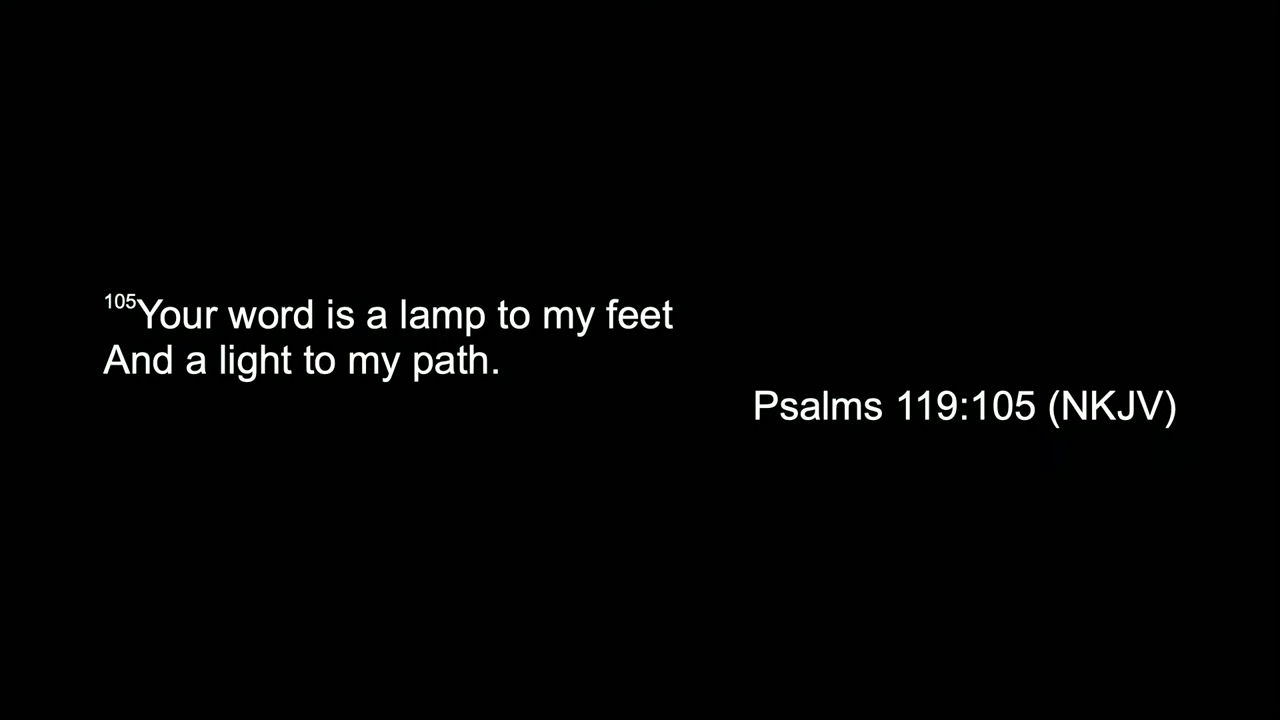 105Your word is a lamp to my feet
And a light to my path.
Psalms 119:105 (NKJV)